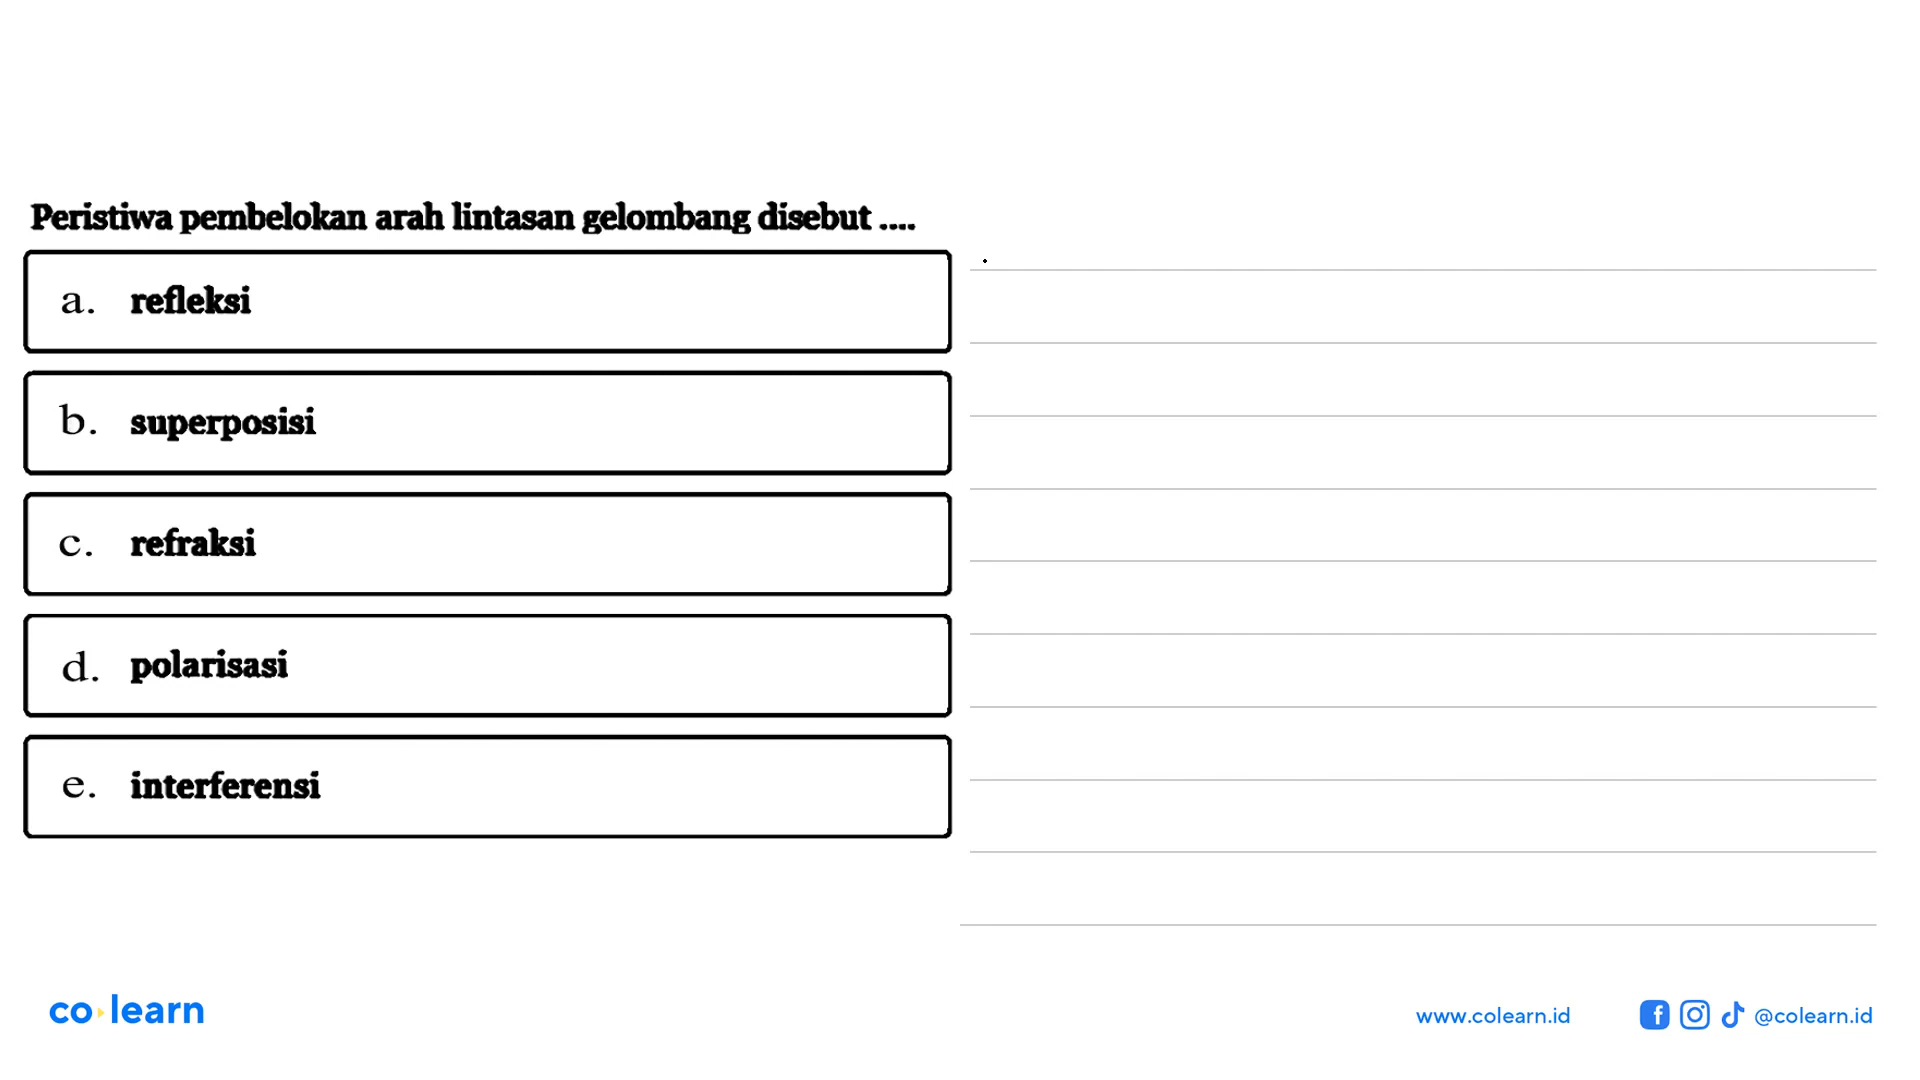 Peristiwa pembelokan arah lintasan gelombang disebut ....
a. refleksi
b. superposisi
c. refraksi
d. polarisasi
e. interferensi
co learn
www.colearn.id
@colearn.id